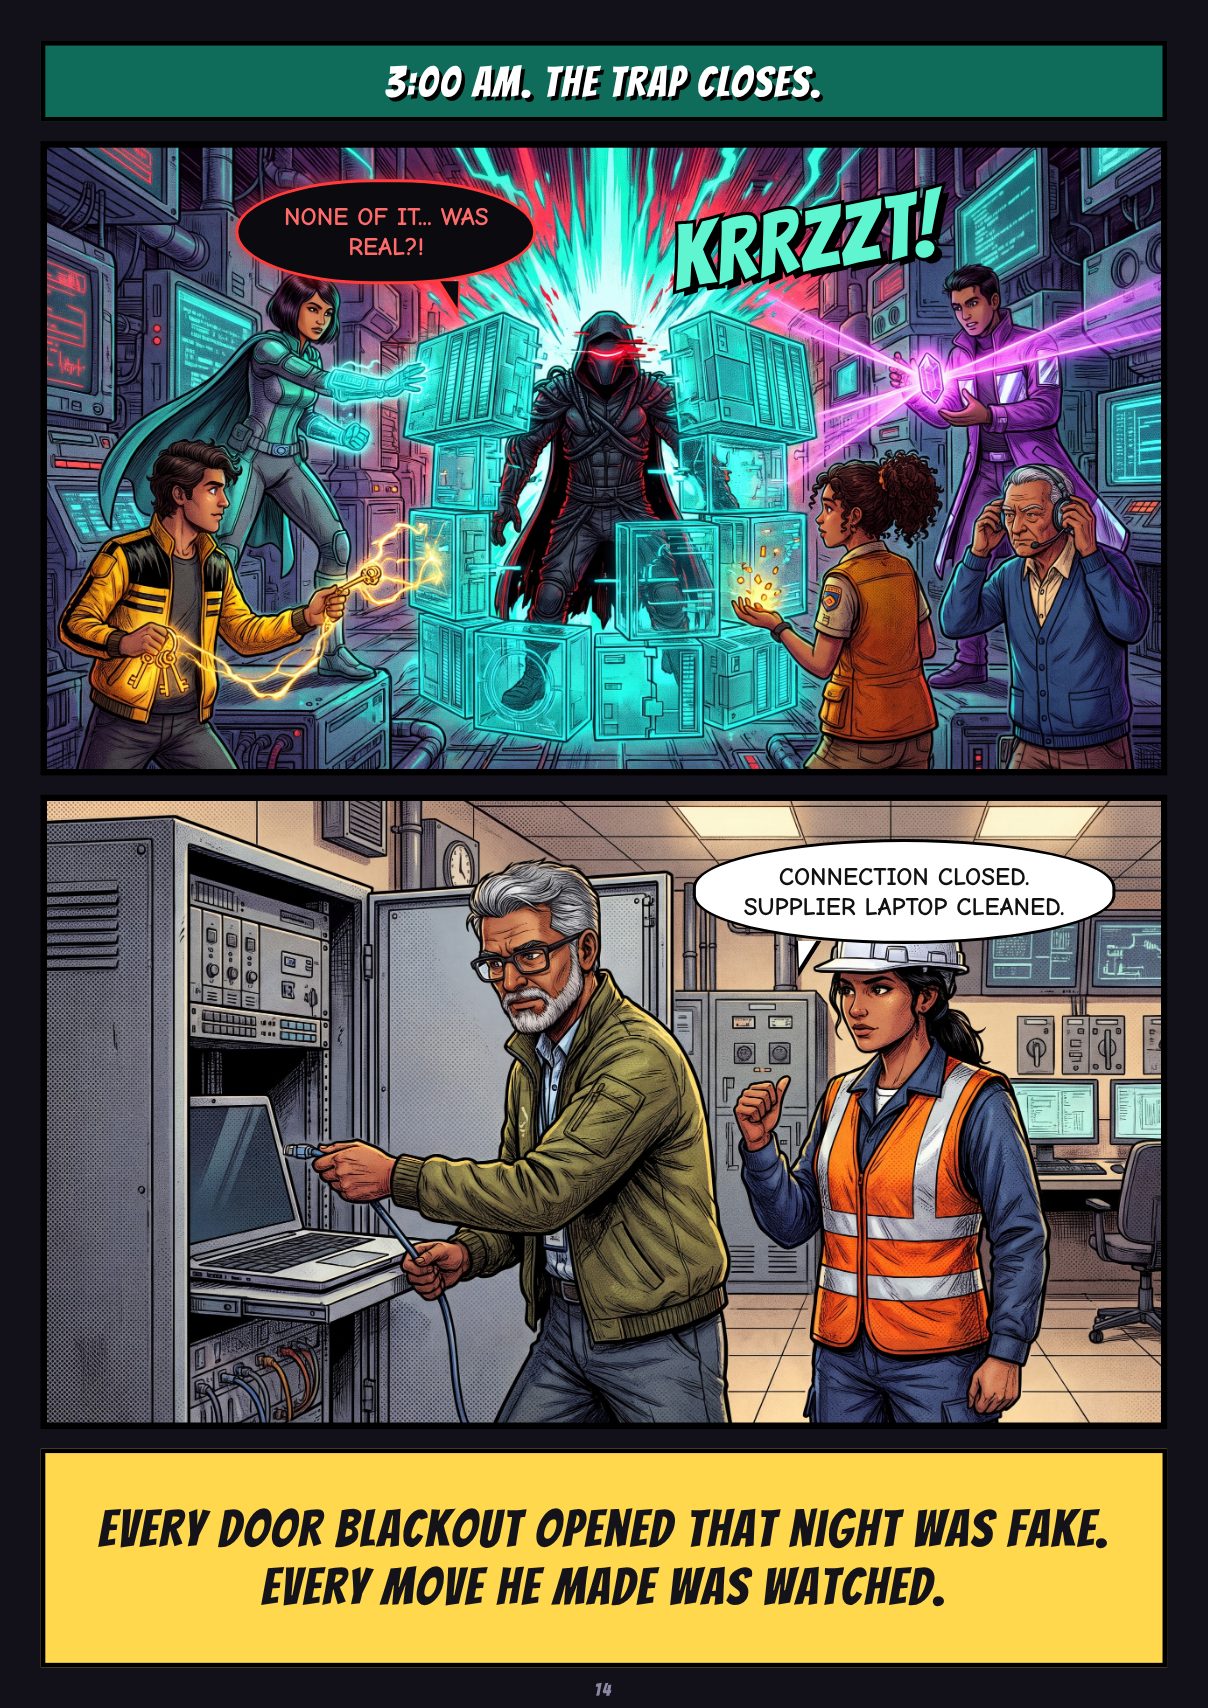 3:00 AM. THE TRAP CLOSES.
NONE OF IT... WAS
REAL?!
KRRZZT!
CONNECTION CLOSED.
SUPPLIER LAPTOP CLEANED.
EVERY DOOR BLACKOUT OPENED THAT NIGHT WAS FAKE.
EVERY MOVE HE MADE WAS WATCHED.
14